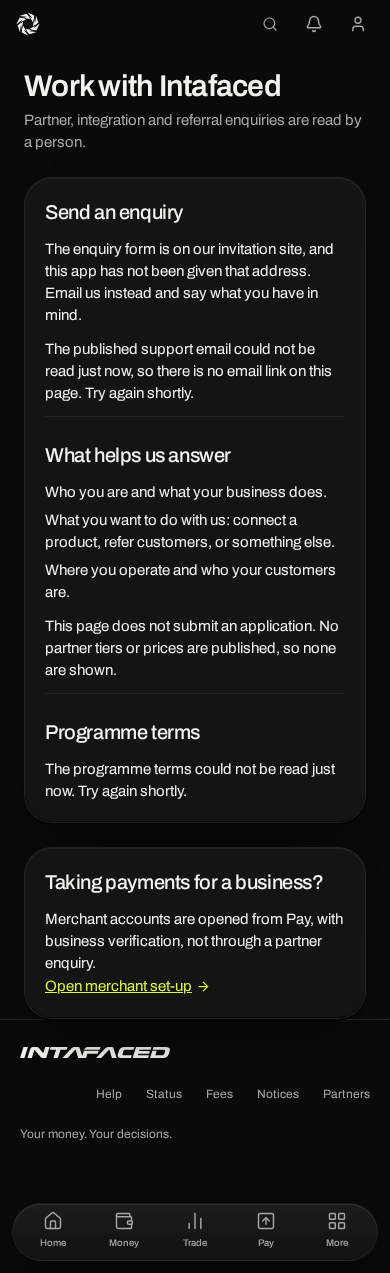 Work with Intafaced
Partner, integration and referral enquiries are read by
a person.
Send an enquiry
The enquiry form is on our invitation site, and
this app has not been given that address.
Email us instead and say what you have in
mind.
The published support email could not be
read just now, so there is no email link on this
page. Try again shortly.
What helps us answer
Who you are and what your business does.
What you want to do with us: connect a
product, refer customers, or something else.
Where you operate and who your customers
are.
This page does not submit an application. No
partner tiers or prices are published, so none
are shown.
Programme terms
The programme terms could not be read just
now. Try again shortly.
Taking payments for a business?
Merchant accounts are opened from Pay, with
business verification, not through a partner
enquiry.
Open merchant set-up →
INTAFACED
Help Status Fees Notices Partners
Your money. Your decisions.
Home Money Trade Pay More